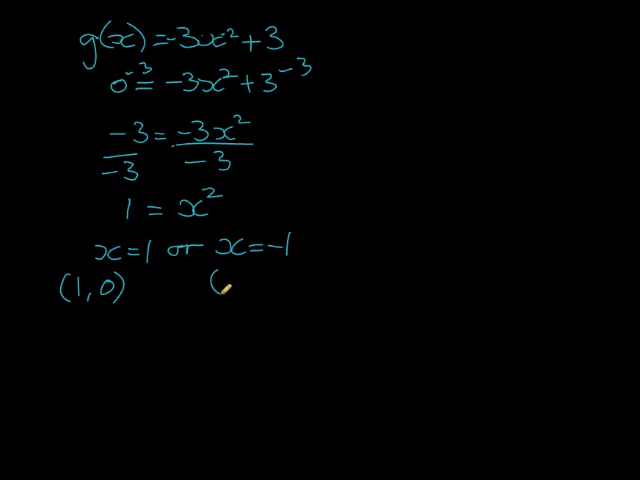 g(x) = -3x² + 3
0⁻³ = -3x² + 3⁻³
-3/-3 = -3x²/-3
1 = x²
x = 1 or x = -1
(1, 0) (